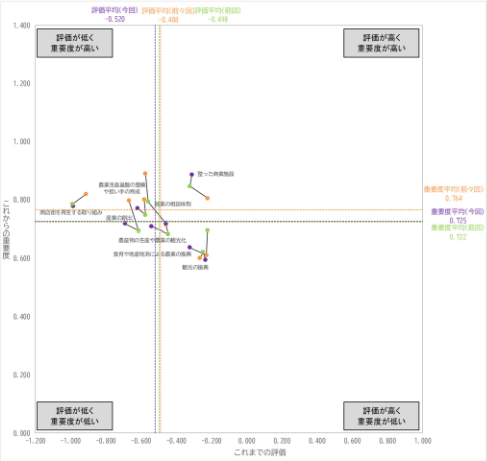 評価平均(今回)
-0.520
評価平均(前々回)
-0.488
評価平均(前回)
-0.498
1.400
評価が低く
重要度が高い
評価が高く
重要度が高い
1.200
1.000
整った商業施設
農業生産基盤の整備
や担い手の育成
0.800
就業の相談体制
商店街を再生する取り組み
産業の創出
重要度平均(前々回)
0.764
重要度平均(今回)
0.725
重要度平均(前回)
0.722
農産物の生産や農業の観光化
食育や地産地消による農業の振興
観光の振興
0.600
これからの重要度
0.400
0.200
評価が低く
重要度が低い
評価が高く
重要度が低い
0.000
-1.200 -1.000 -0.800 -0.600 -0.400 -0.200 0.000 0.200 0.400 0.600 0.800 1.000
これまでの評価